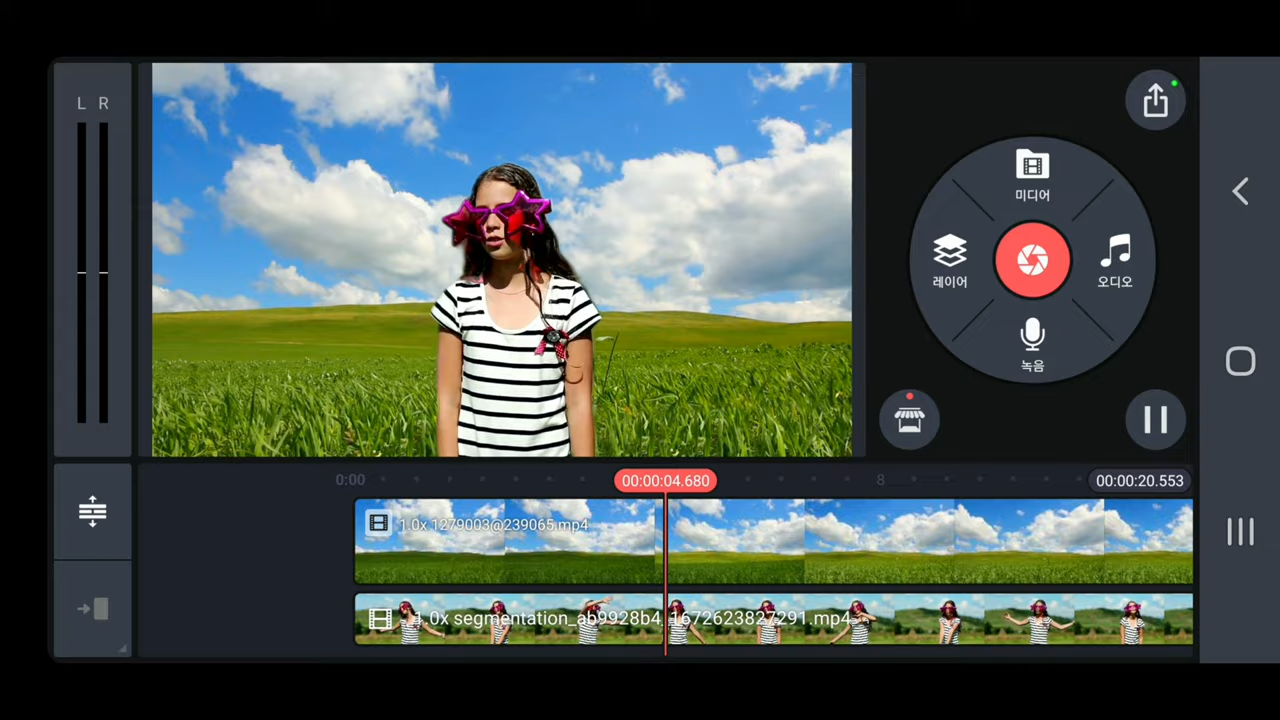 L R
미디어
레이어
오디오
녹음
0:00
00:00:04.680
8
00:00:20.553
1.0x 1279003@239065.mp4
1.0x segmentation_ab9928b4_1672623827291.mp4